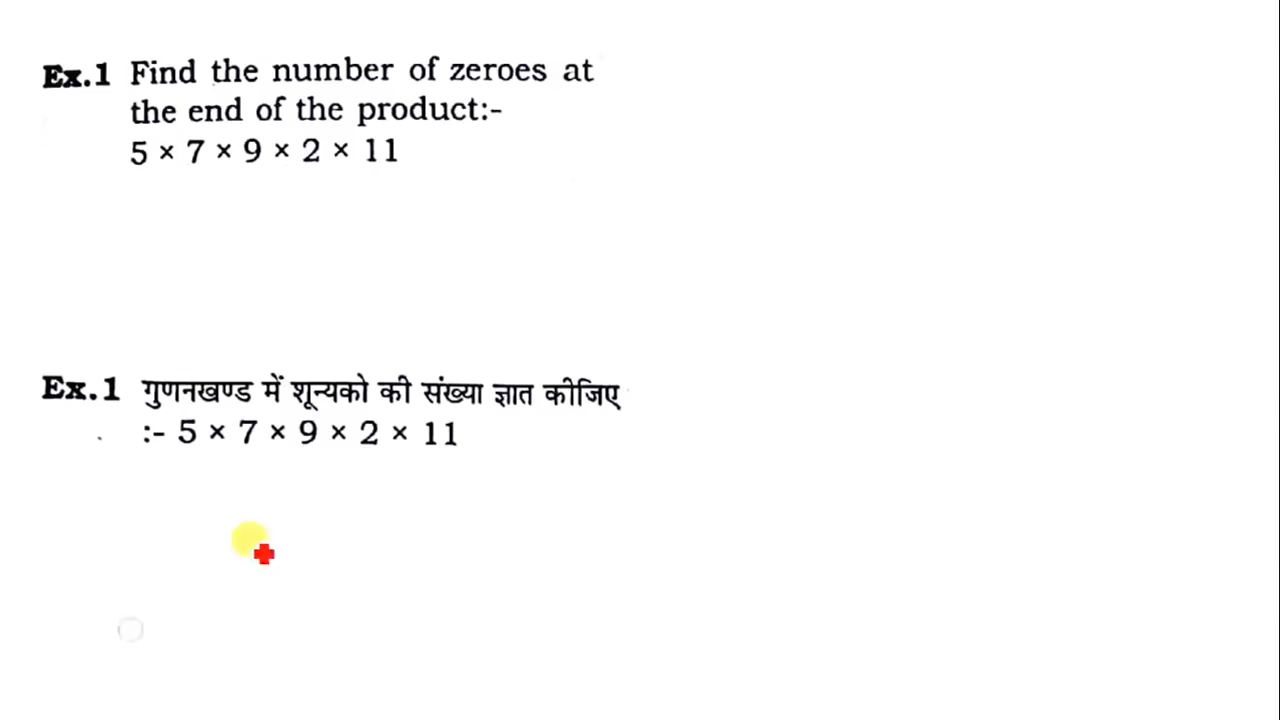 Ex.1 Find the number of zeroes at
the end of the product:-
5 × 7 × 9 × 2 × 11
Ex.1 गुणनखण्ड में शून्यको की संख्या ज्ञात कीजिए
:- 5 × 7 × 9 × 2 × 11